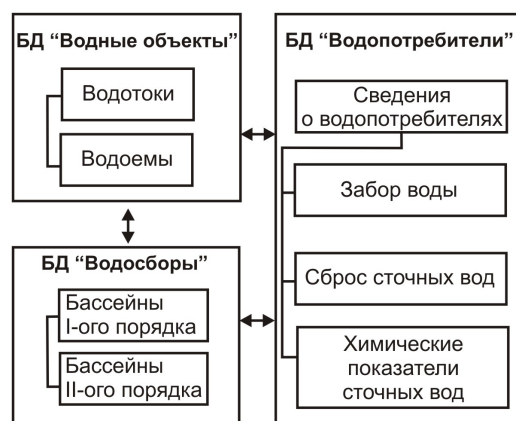 БД “Водные объекты”
Водотоки
Водоемы
БД “Водосборы”
Бассейны
I-ого порядка
Бассейны
II-ого порядка
БД “Водопотребители”
Сведения
о водопотребителях
Забор воды
Сброс сточных вод
Химические
показатели
сточных вод